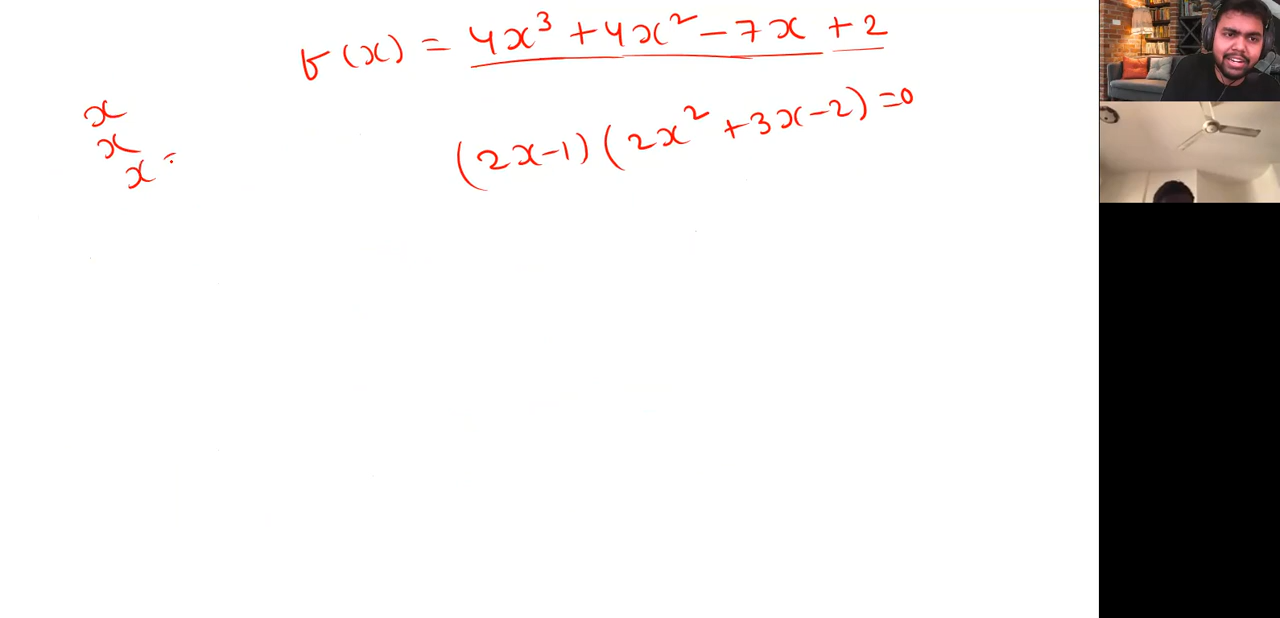 f(x) = 4x³ + 4x² − 7x + 2
(2x−1)(2x² + 3x − 2) = 0
x
x
x =